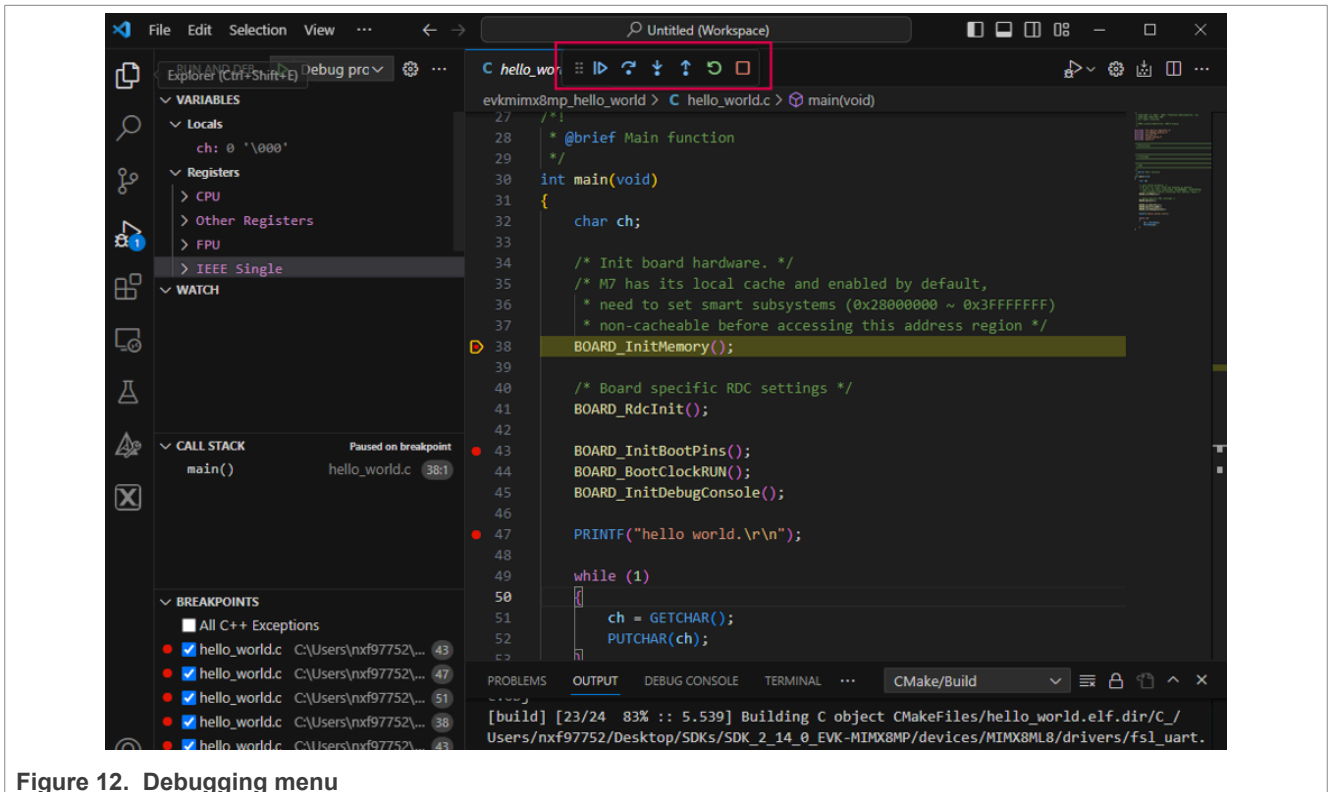 File Edit Selection View ··· Untitled (Workspace)
Explorer (Ctrl+Shift+E) Debug pro
VARIABLES
Locals
ch: 0 '\000'
Registers
CPU
Other Registers
FPU
IEEE Single
WATCH
CALL STACK Paused on breakpoint
main() hello_world.c 38:1
BREAKPOINTS
All C++ Exceptions
hello_world.c C:\Users\nxf97752\... 43
hello_world.c C:\Users\nxf97752\... 47
hello_world.c C:\Users\nxf97752\... 51
hello_world.c C:\Users\nxf97752\... 38
hello_world.c C:\Users\nxf97752\... 43
1
C hello_wor
evkmimx8mp_hello_world > C hello_world.c > main(void)
27 /*!
28 * @brief Main function
29 */
30 int main(void)
31 {
32 char ch;
33
34 /* Init board hardware. */
35 /* M7 has its local cache and enabled by default,
36 * need to set smart subsystems (0x28000000 ~ 0x3FFFFFFF)
37 * non-cacheable before accessing this address region */
38 BOARD_InitMemory();
39
40 /* Board specific RDC settings */
41 BOARD_RdcInit();
42
43 BOARD_InitBootPins();
44 BOARD_BootClockRUN();
45 BOARD_InitDebugConsole();
46
47 PRINTF("hello world.\r\n");
48
49 while (1)
50 {
51 ch = GETCHAR();
52 PUTCHAR(ch);
53 }
PROBLEMS OUTPUT DEBUG CONSOLE TERMINAL ··· CMake/Build
[build] [23/24 83% :: 5.539] Building C object CMakeFiles/hello_world.elf.dir/C_/
Users/nxf97752/Desktop/SDKs/SDK_2_14_0_EVK-MIMX8MP/devices/MIMX8ML8/drivers/fsl_uart.
Figure 12. Debugging menu